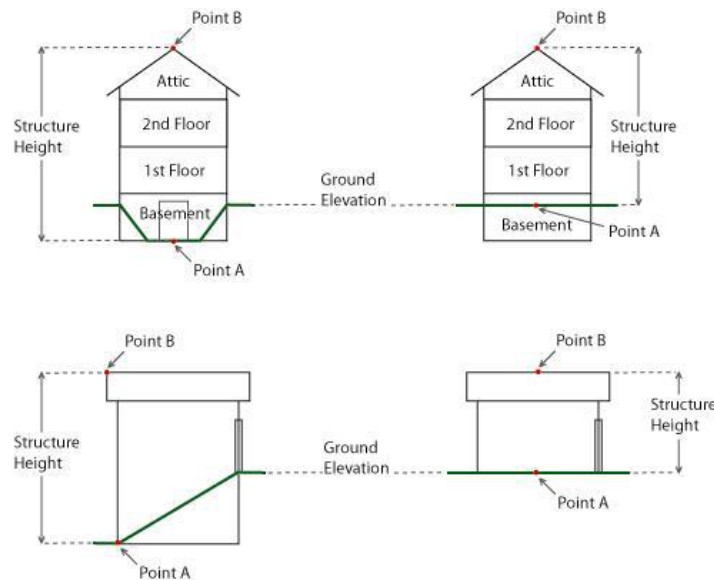 Point B
Attic
2nd Floor
1st Floor
Basement
Structure
Height
Point A
Ground
Elevation
Point B
Attic
2nd Floor
1st Floor
Basement
Structure
Height
Point A
Point B
Structure
Height
Point A
Ground
Elevation
Point B
Structure
Height
Point A